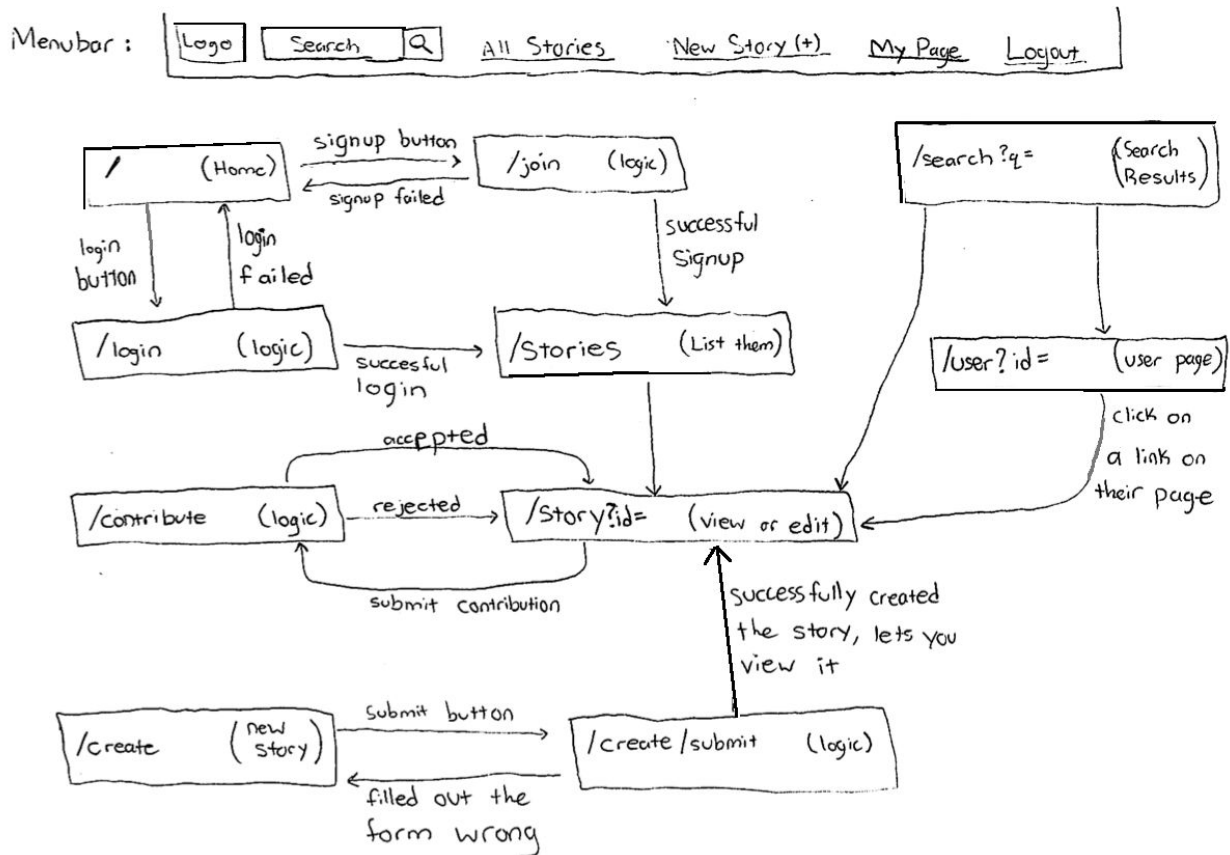 Menubar: Logo Search All Stories New Story (+) My Page Logout
/ (Home)
signup button
signup failed
/join (logic)
/search?q= (Search
Results)
login
button
login
failed
successful
Signup
/login (logic)
succesful
login
/Stories (List them)
/user?id= (user page)
click on
a link on
their page
accepted
/contribute (logic)
rejected
/Story?id= (view or edit)
submit contribution
successfully created
the story, lets you
view it
/create (new
story)
submit button
/create/submit (logic)
filled out the
form wrong